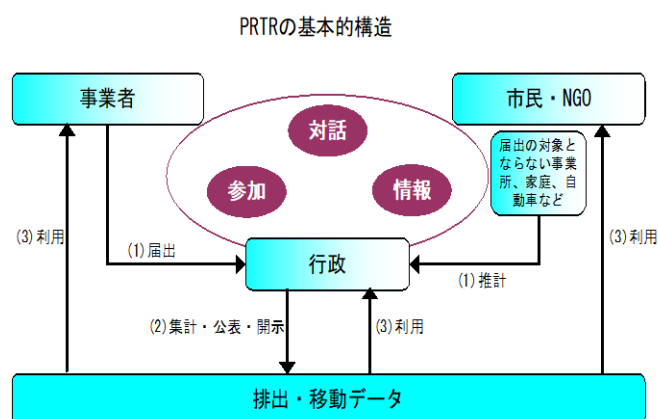 PRTRの基本的構造
事業者
市民・NGO
対話
参加
情報
届出の対象と
ならない事業
所、家庭、自
動車など
(3)利用
(1)届出
行政
(1)推計
(3)利用
(2)集計・公表・開示
(3)利用
排出・移動データ